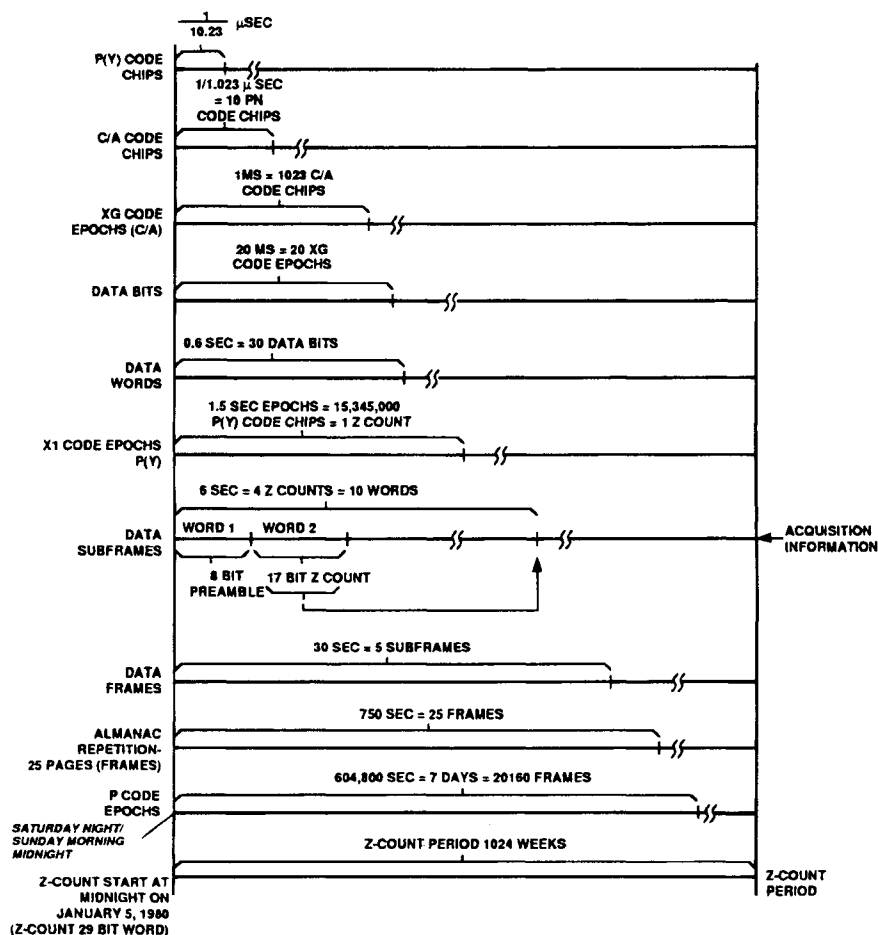 1
10.23 μSEC
P(Y) CODE
CHIPS
1/1.023 μ SEC
= 10 PN
CODE CHIPS
C/A CODE
CHIPS
1MS = 1023 C/A
CODE CHIPS
XG CODE
EPOCHS (C/A)
20 MS = 20 XG
CODE EPOCHS
DATA BITS
0.6 SEC = 30 DATA BITS
DATA
WORDS
1.5 SEC EPOCHS = 15,345,000
P(Y) CODE CHIPS = 1 Z COUNT
X1 CODE EPOCHS
P(Y)
6 SEC = 4 Z COUNTS = 10 WORDS
DATA
SUBFRAMES
WORD 1
WORD 2
8 BIT
PREAMBLE
17 BIT Z COUNT
ACQUISITION
INFORMATION
30 SEC = 5 SUBFRAMES
DATA
FRAMES
750 SEC = 25 FRAMES
ALMANAC
REPETITION-
25 PAGES (FRAMES)
604,800 SEC = 7 DAYS = 20160 FRAMES
P CODE
EPOCHS
SATURDAY NIGHT/
SUNDAY MORNING
MIDNIGHT
Z-COUNT PERIOD 1024 WEEKS
Z-COUNT
PERIOD
Z-COUNT START AT
MIDNIGHT ON
JANUARY 5, 1980
(Z-COUNT 29 BIT WORD)